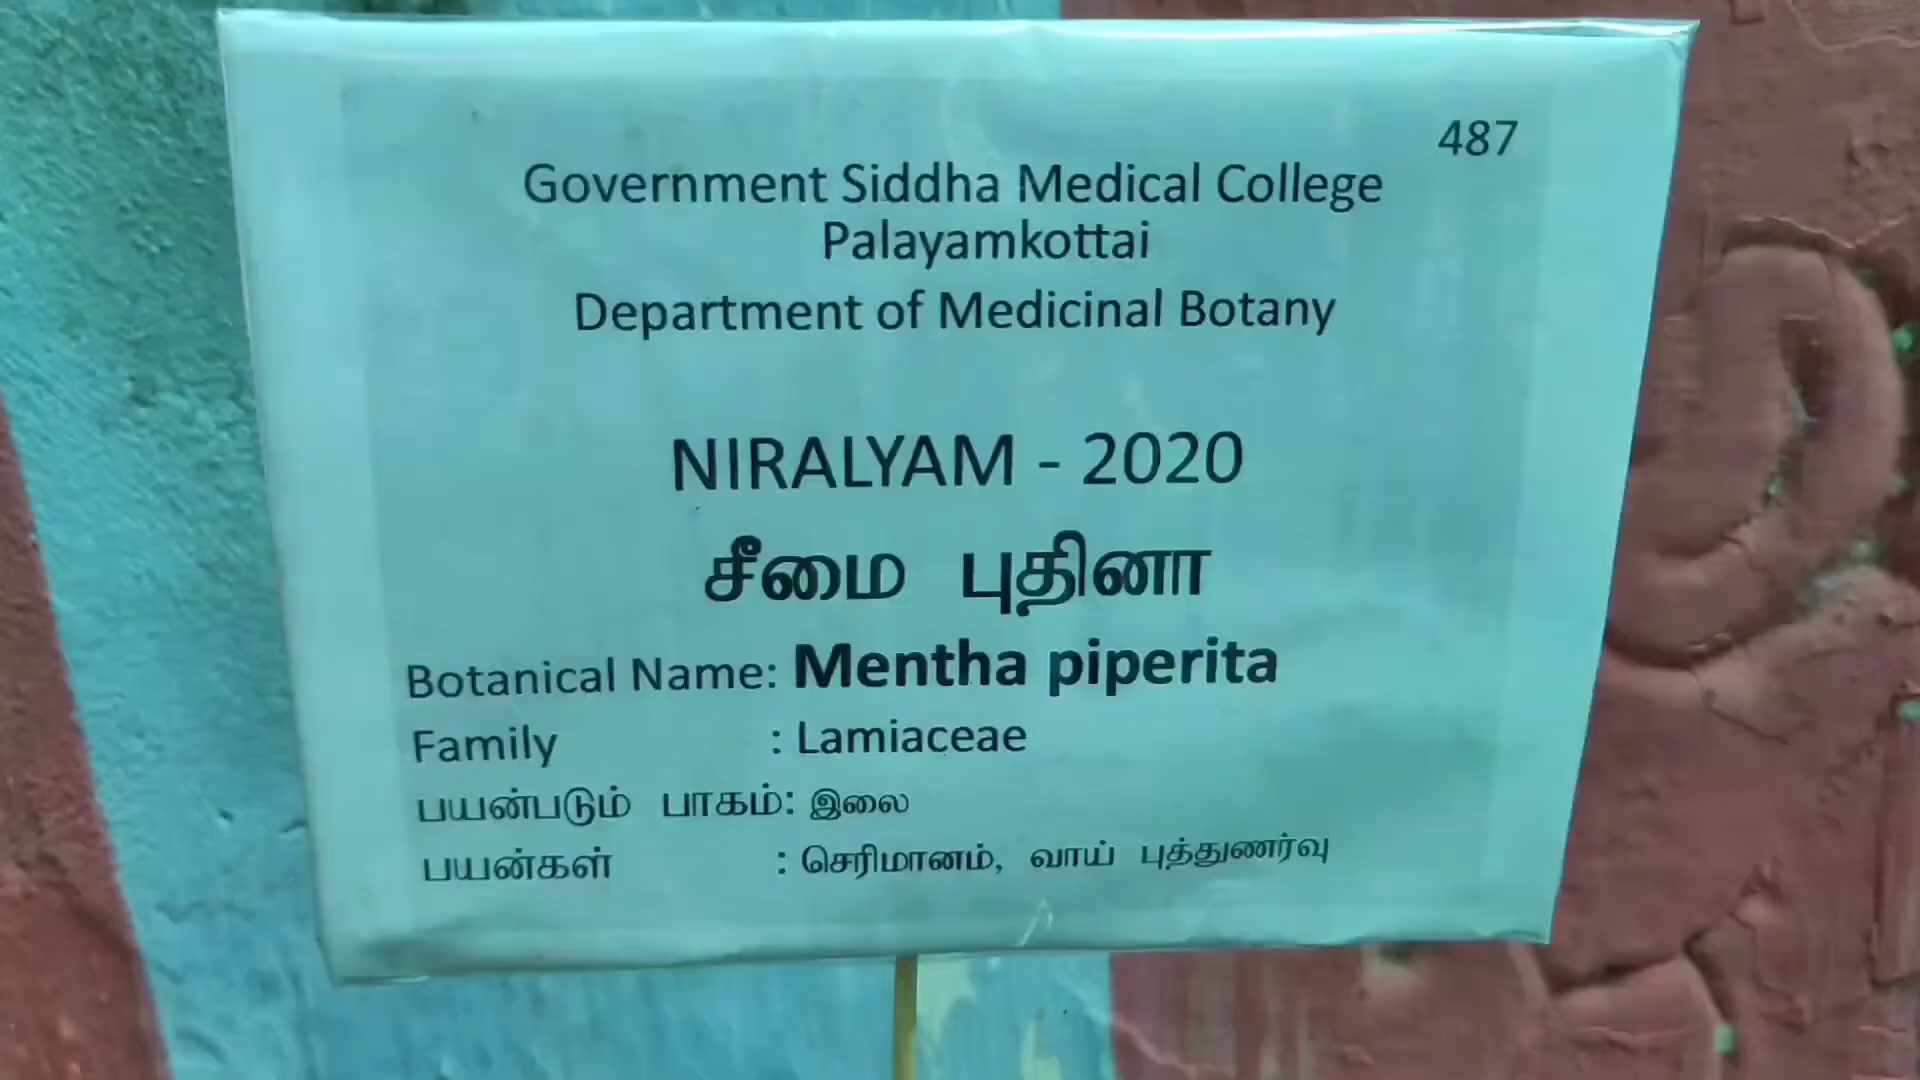 487
Government Siddha Medical College
Palayamkottai
Department of Medicinal Botany
NIRALYAM - 2020
சீமை புதினா
Botanical Name: Mentha piperita
Family : Lamiaceae
பயன்படும் பாகம்: இலை
பயன்கள் : செரிமானம், வாய் புத்துணர்வு